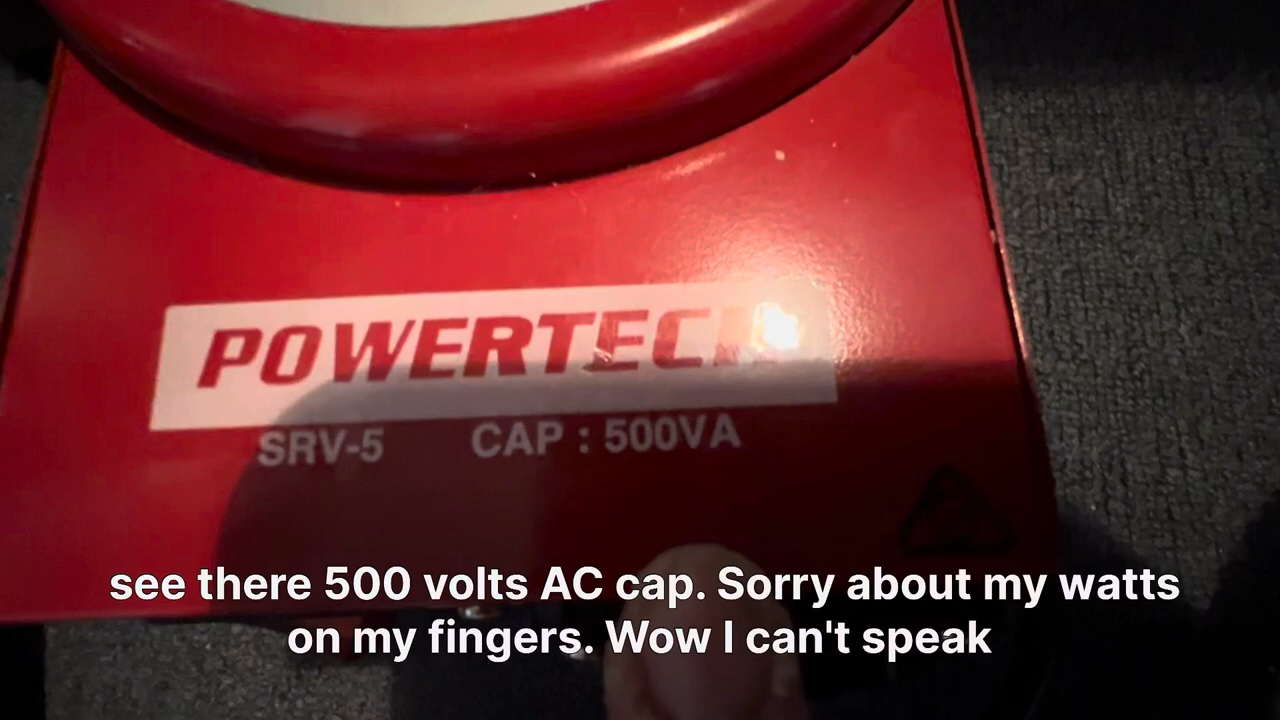 POWERTECH
SRV-5 CAP : 500VA
see there 500 volts AC cap. Sorry about my watts
on my fingers. Wow I can't speak